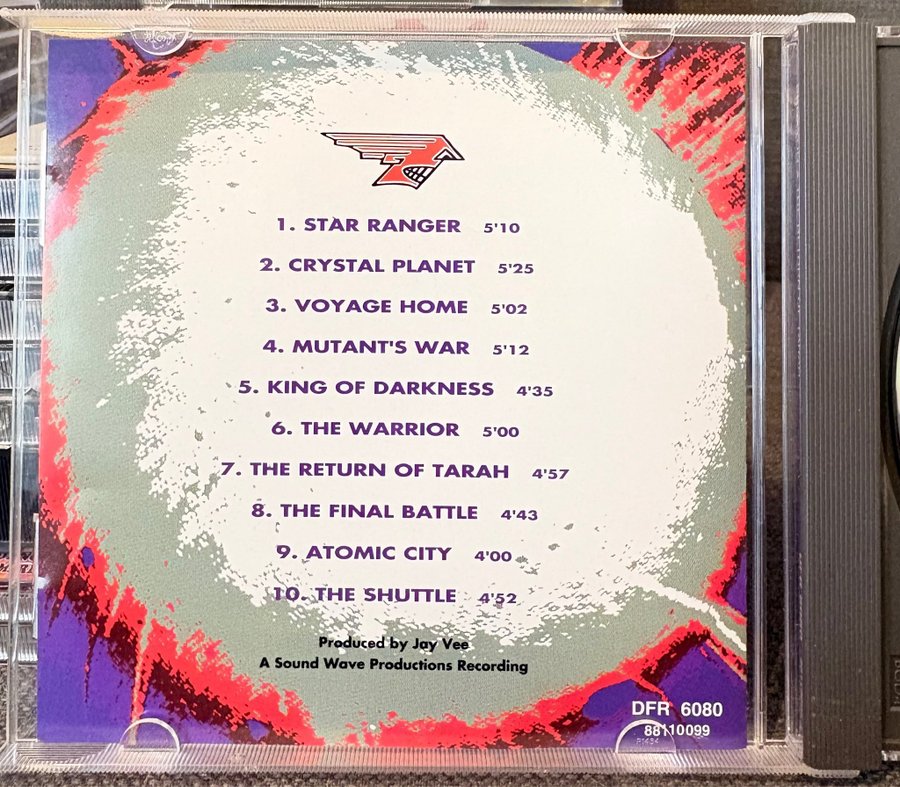 1. STAR RANGER 5'10
2. CRYSTAL PLANET 5'25
3. VOYAGE HOME 5'02
4. MUTANT'S WAR 5'12
5. KING OF DARKNESS 4'35
6. THE WARRIOR 5'00
7. THE RETURN OF TARAH 4'57
8. THE FINAL BATTLE 4'43
9. ATOMIC CITY 4'00
10. THE SHUTTLE 4'52
Produced by Jay Vee
A Sound Wave Productions Recording
DFR 6080
88110099